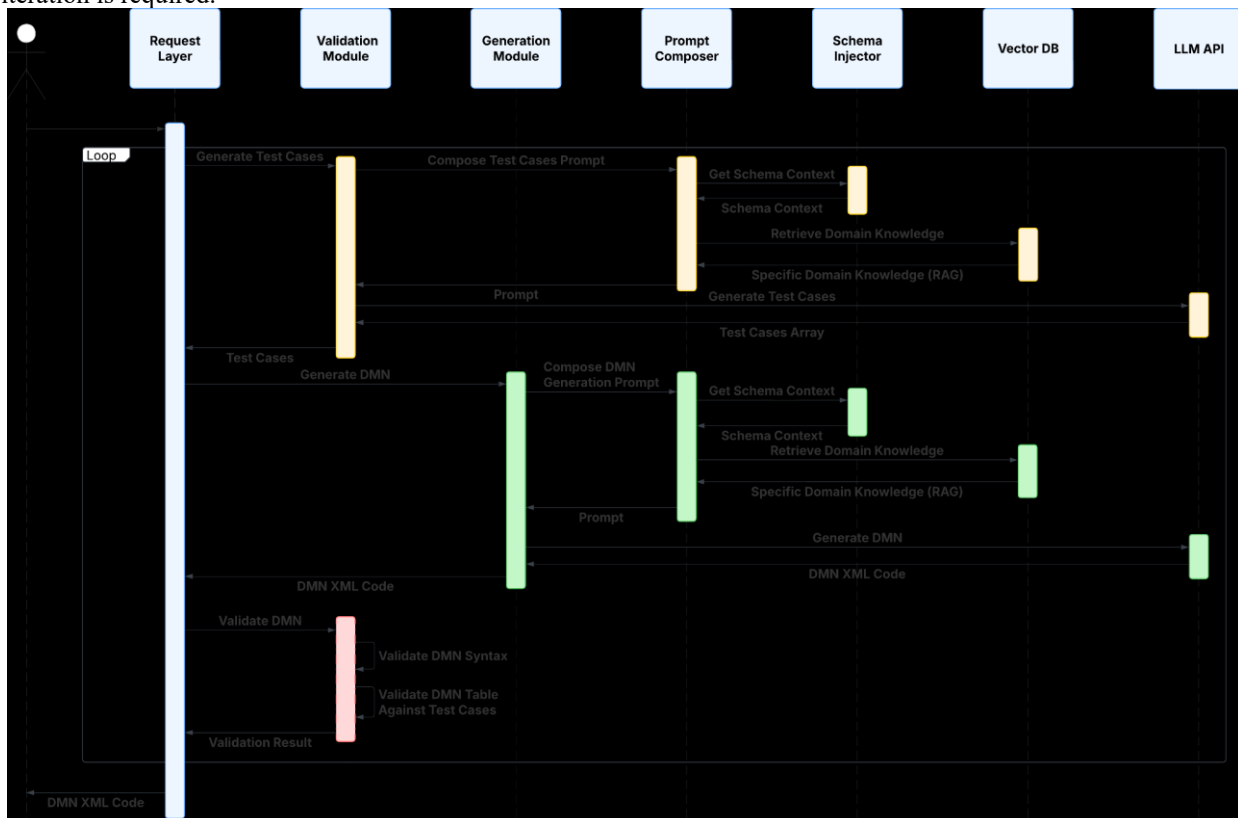 iteration is required.
Request
Layer
Validation
Module
Generation
Module
Prompt
Composer
Schema
Injector
Vector DB
LLM API
Loop
Generate Test Cases
Compose Test Cases Prompt
Get Schema Context
Schema Context
Retrieve Domain Knowledge
Specific Domain Knowledge (RAG)
Prompt
Generate Test Cases
Test Cases Array
Test Cases
Generate DMN
Compose DMN
Generation Prompt
Get Schema Context
Schema Context
Retrieve Domain Knowledge
Specific Domain Knowledge (RAG)
Prompt
Generate DMN
DMN XML Code
DMN XML Code
Validate DMN
Validate DMN Syntax
Validate DMN Table
Against Test Cases
Validation Result
DMN XML Code